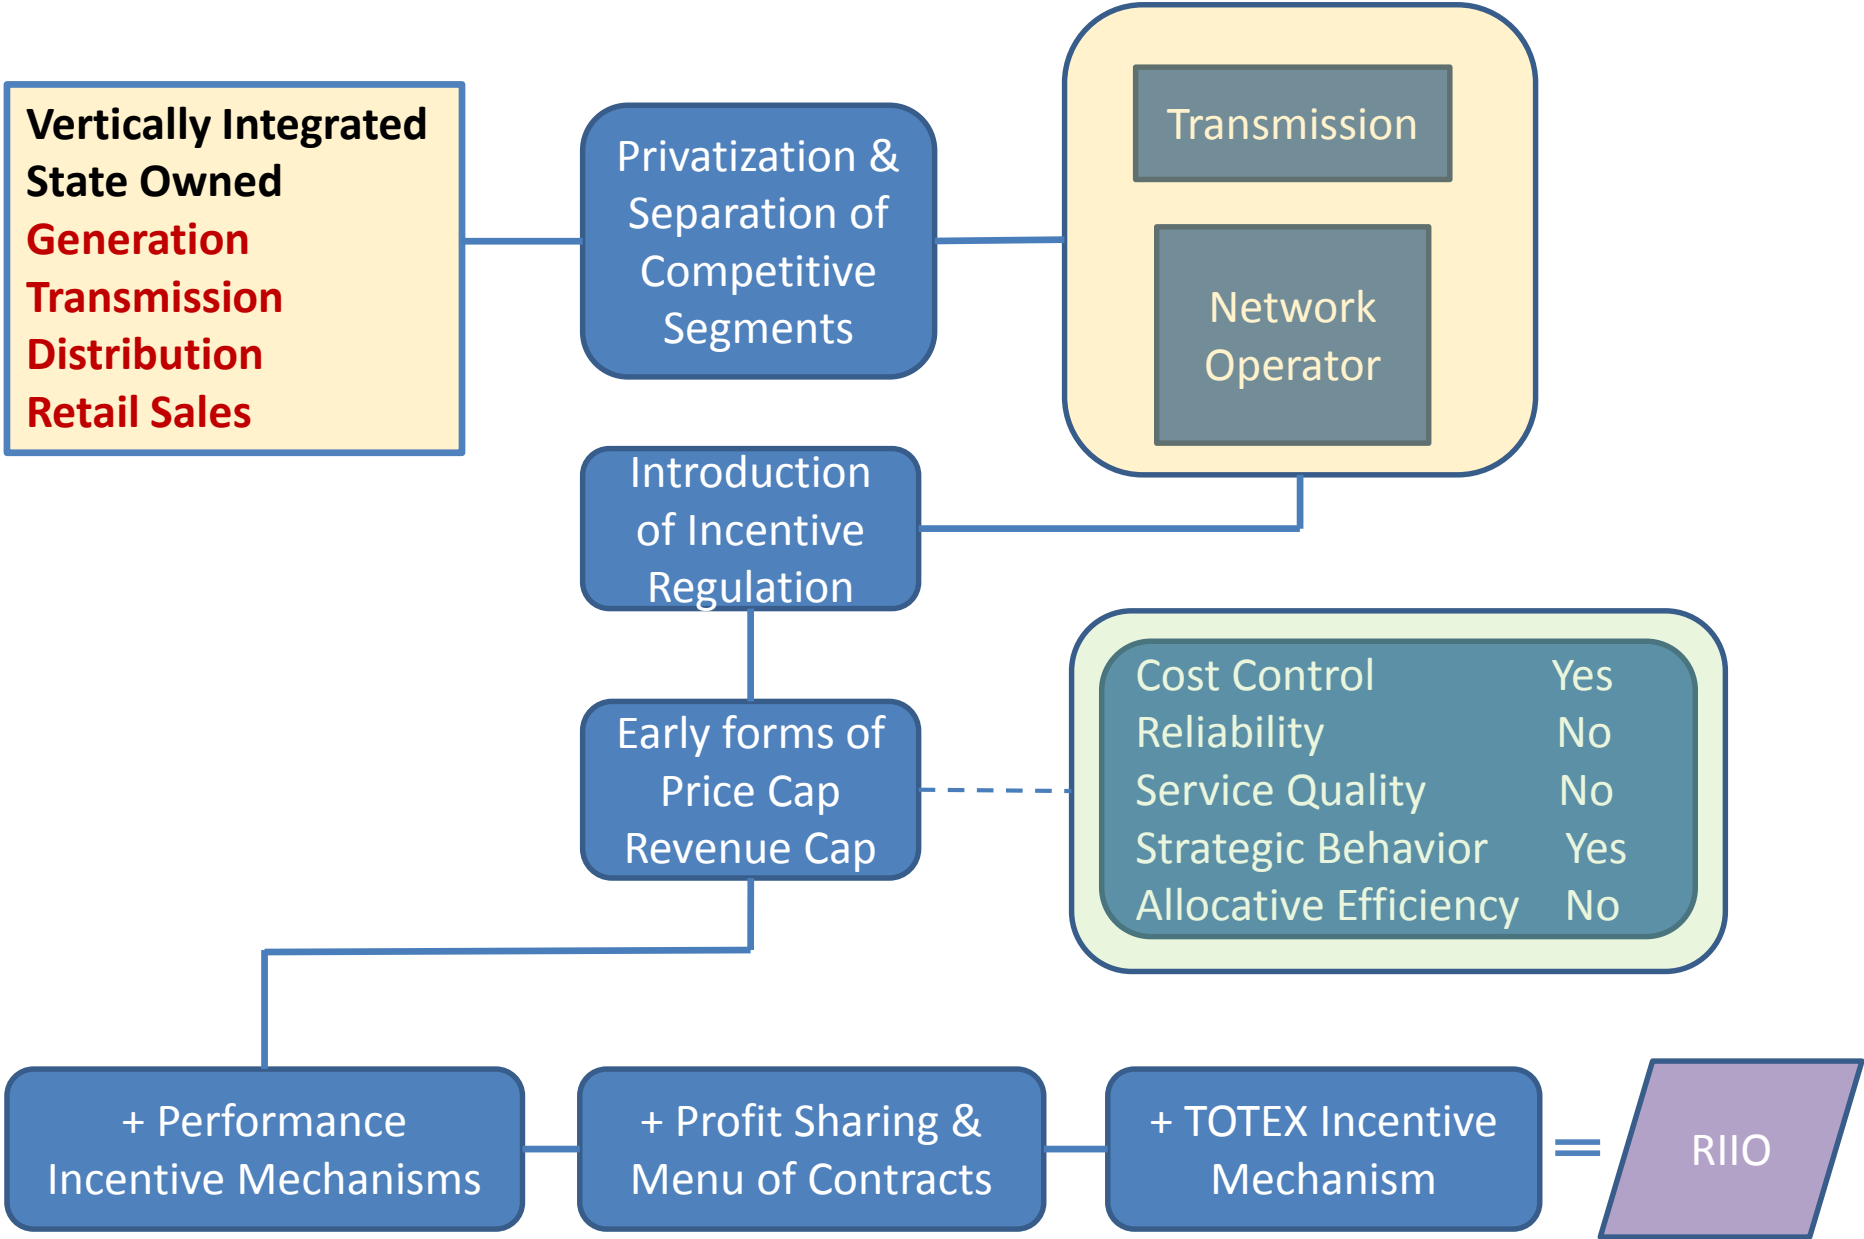 Vertically Integrated
State Owned
Generation
Transmission
Distribution
Retail Sales
Privatization &
Separation of
Competitive
Segments
Transmission
Network
Operator
Introduction
of Incentive
Regulation
Early forms of
Price Cap
Revenue Cap
Cost Control Yes
Reliability No
Service Quality No
Strategic Behavior Yes
Allocative Efficiency No
+ Performance
Incentive Mechanisms
+ Profit Sharing &
Menu of Contracts
+ TOTEX Incentive
Mechanism
=
RIIO